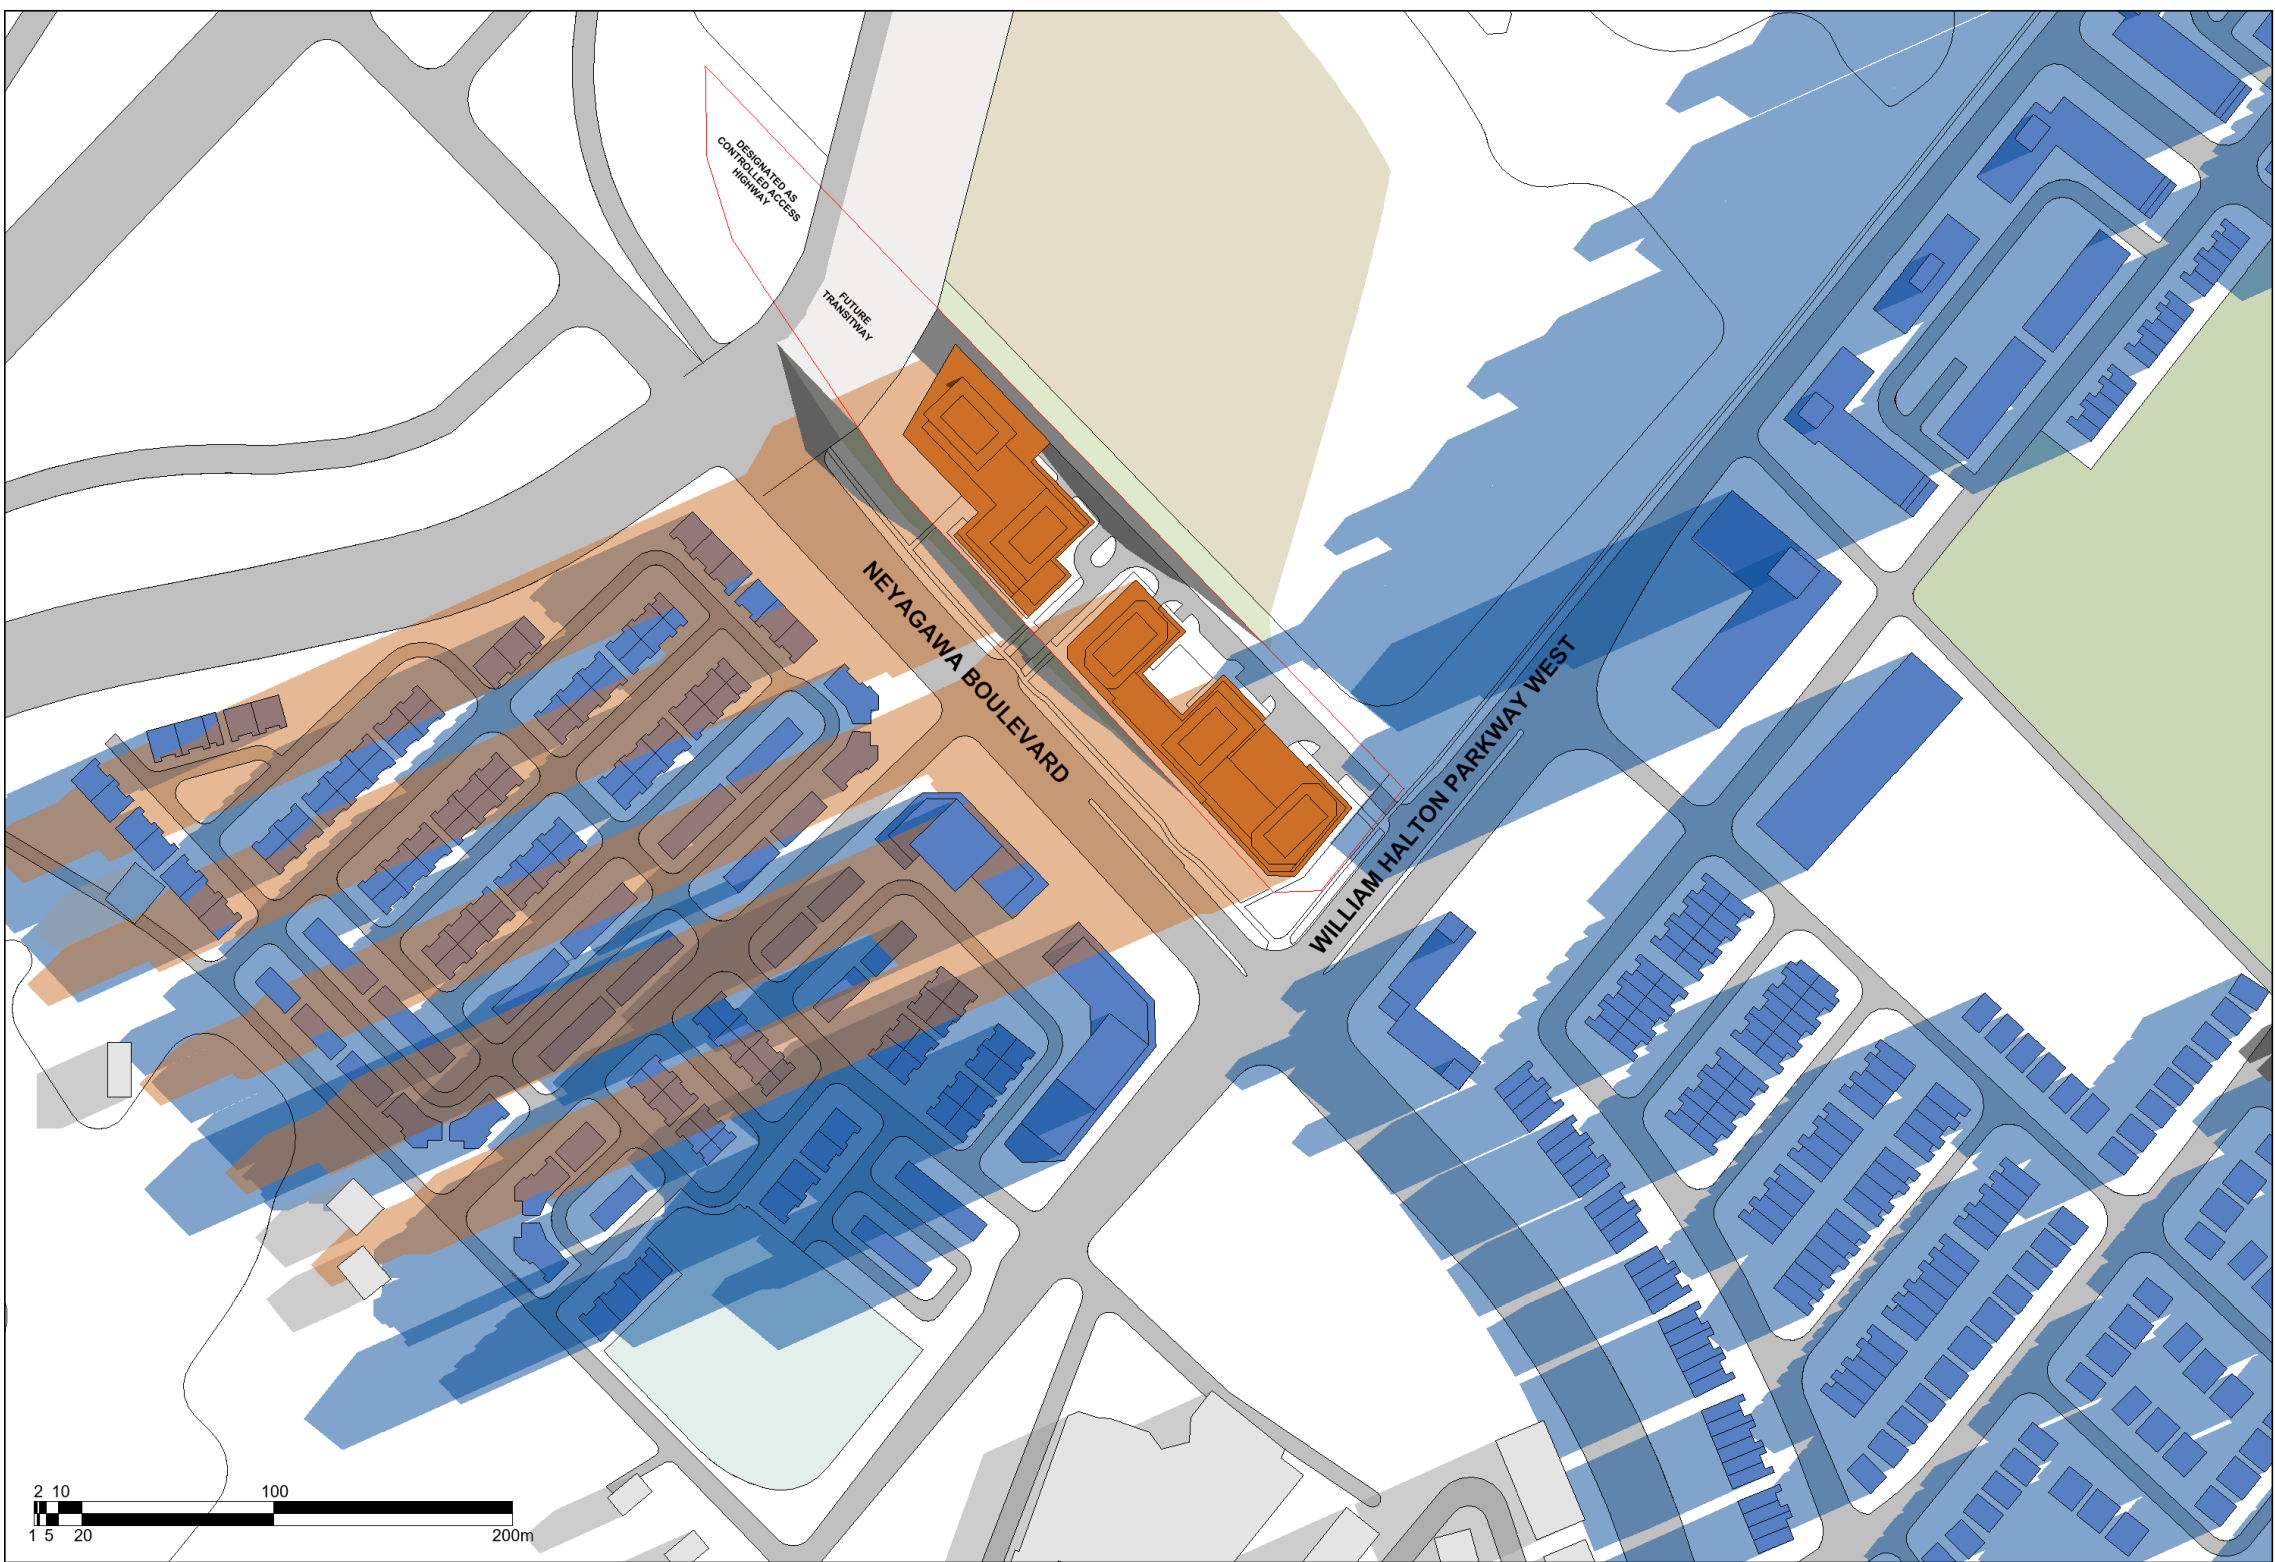 DESIGNATED AS
CONTROLLED ACCESS
HIGHWAY
FUTURE
TRANSITWAY
NEYAGAWA BOULEVARD
WILLIAM HALTON PARKWAY WEST
2 10 100
1 5 20 200m